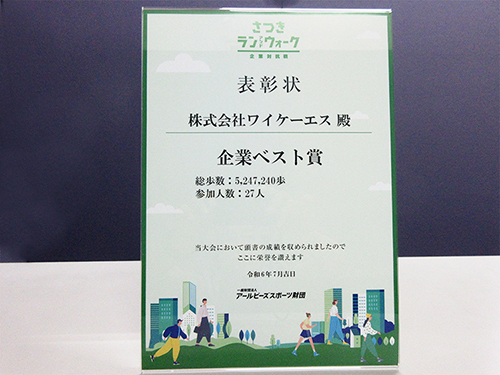 さつき
ラン&ウォーク
企業対抗戦
表彰状
株式会社ワイケーエス 殿
企業ベスト賞
総歩数：5,247,240歩
参加人数：27人
当大会において頭書の成績を収められましたので
ここに栄誉を讃えます
令和6年7月吉日
一般財団法人
アールビーズスポーツ財団